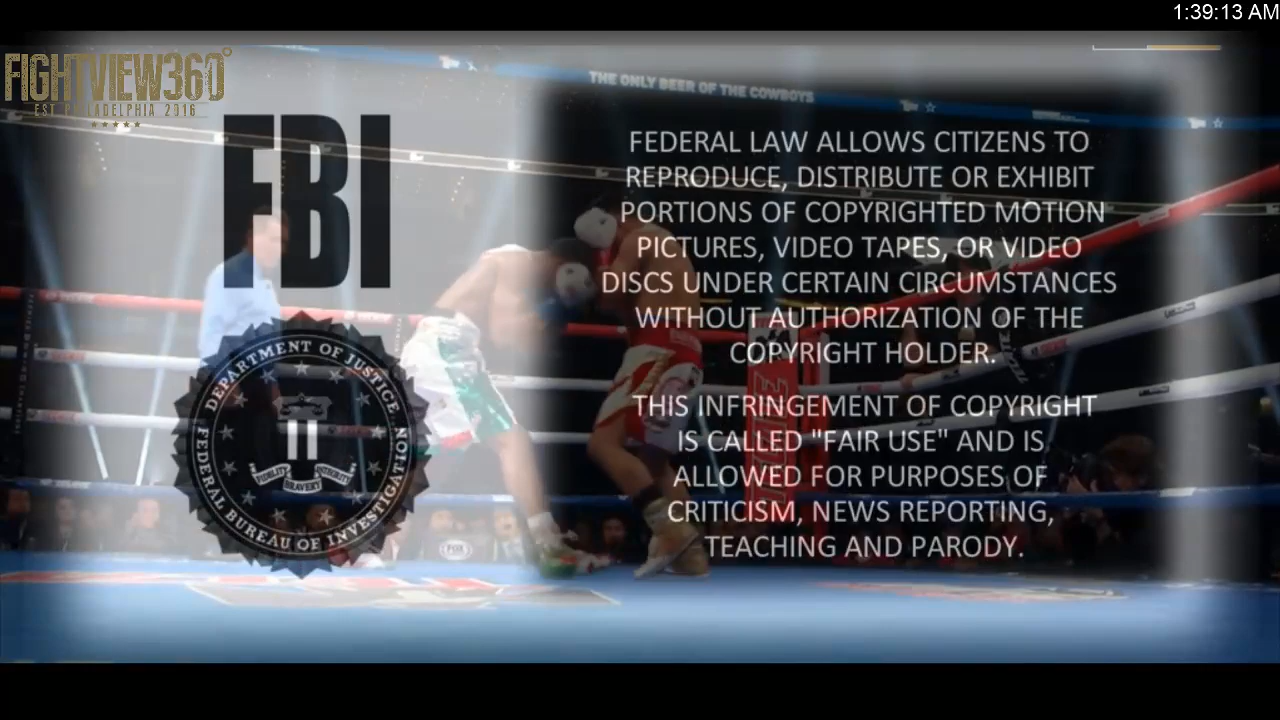 1:39:13 AM
FIGHTVIEW360°
EST PHILADELPHIA 2016
THE ONLY BEER OF THE COWBOYS
FBI
DEPARTMENT OF JUSTICE
FEDERAL BUREAU OF INVESTIGATION
FIDELITY BRAVERY INTEGRITY
FEDERAL LAW ALLOWS CITIZENS TO
REPRODUCE, DISTRIBUTE OR EXHIBIT
PORTIONS OF COPYRIGHTED MOTION
PICTURES, VIDEO TAPES, OR VIDEO
DISCS UNDER CERTAIN CIRCUMSTANCES
WITHOUT AUTHORIZATION OF THE
COPYRIGHT HOLDER.
THIS INFRINGEMENT OF COPYRIGHT
IS CALLED "FAIR USE" AND IS
ALLOWED FOR PURPOSES OF
CRITICISM, NEWS REPORTING,
TEACHING AND PARODY.
FOX